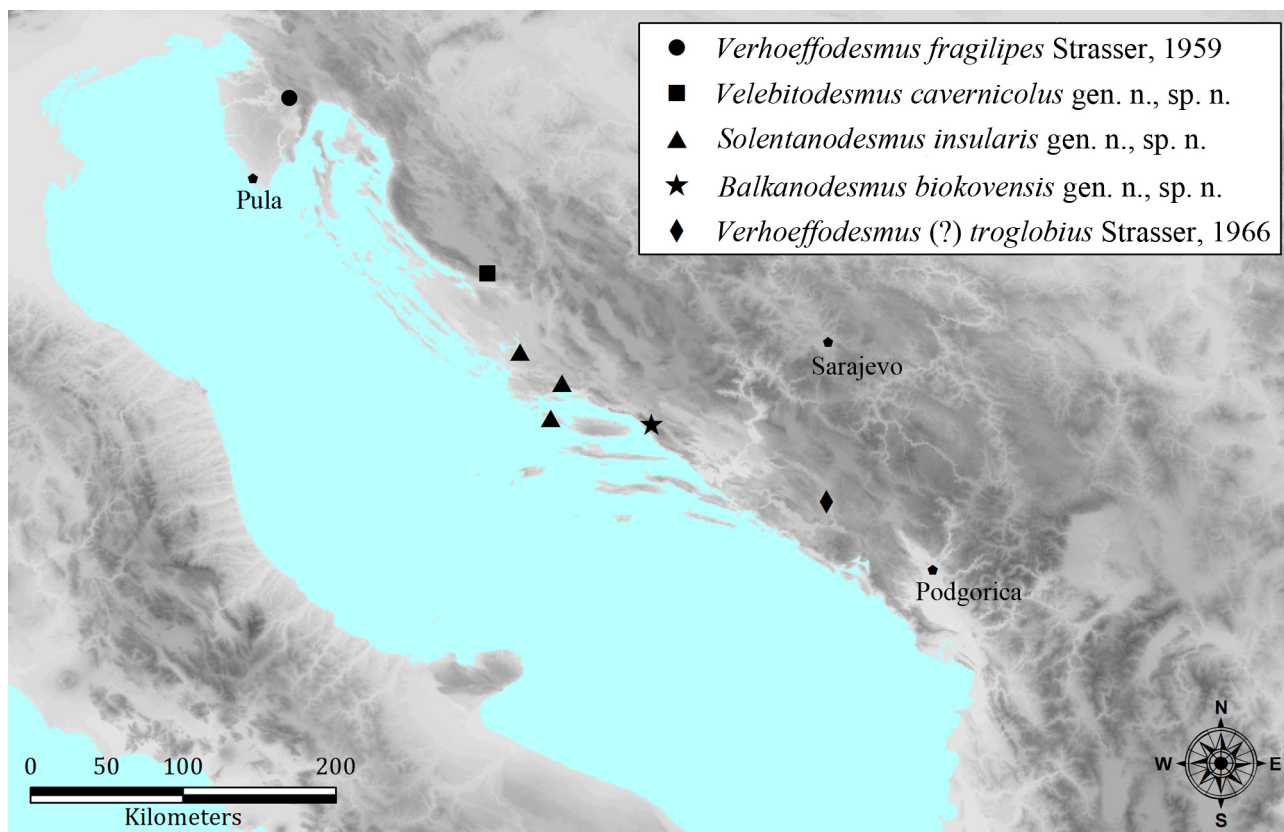 Verhoeffodesmus fragilipes Strasser, 1959
Velebitodesmus cavernicolus gen. n., sp. n.
Solentanodesmus insularis gen. n., sp. n.
Balkanodesmus biokovensis gen. n., sp. n.
Verhoeffodesmus (?) troglobius Strasser, 1966
Pula
Sarajevo
Podgorica
0 50 100 200
Kilometers
N
W E
S